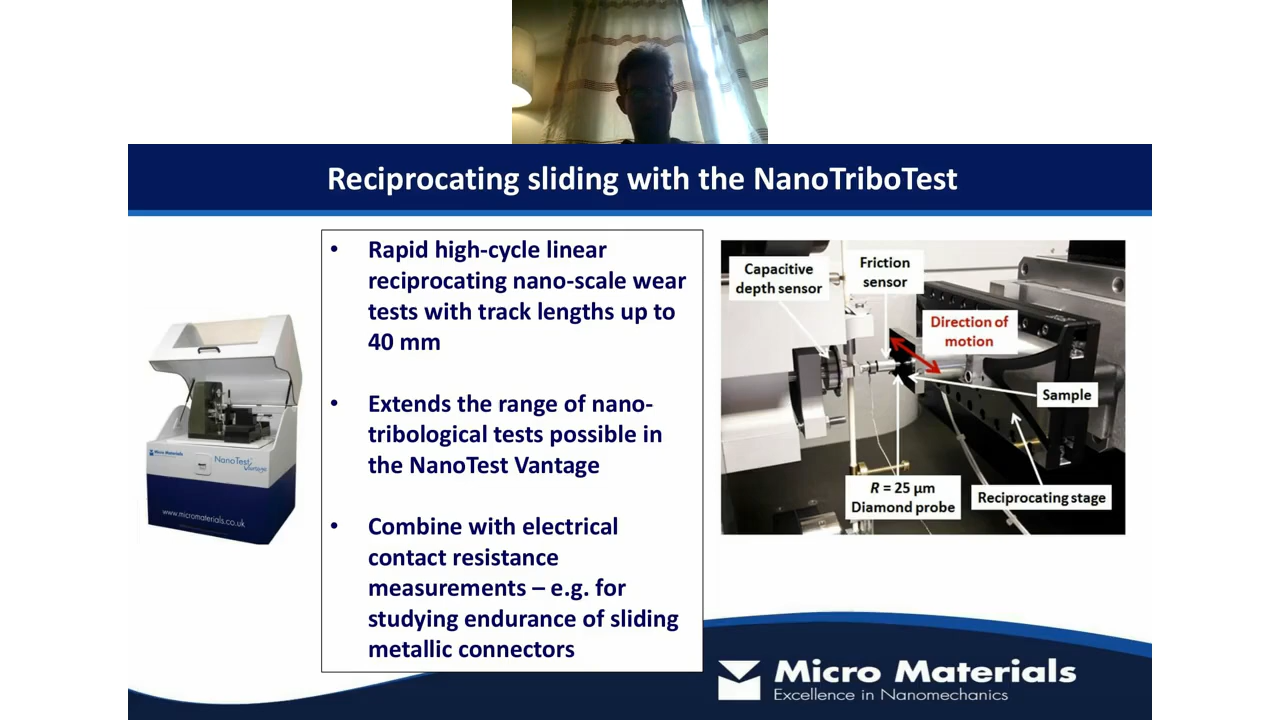 Reciprocating sliding with the NanoTriboTest
• Rapid high-cycle linear
reciprocating nano-scale wear
tests with track lengths up to
40 mm
• Extends the range of nano-
tribological tests possible in
the NanoTest Vantage
• Combine with electrical
contact resistance
measurements – e.g. for
studying endurance of sliding
metallic connectors
Micro Materials
NanoTest
Vantage
www.micromaterials.co.uk
Capacitive
depth sensor
Friction
sensor
Direction of
motion
Sample
R = 25 µm
Diamond probe
Reciprocating stage
Micro Materials
Excellence in Nanomechanics